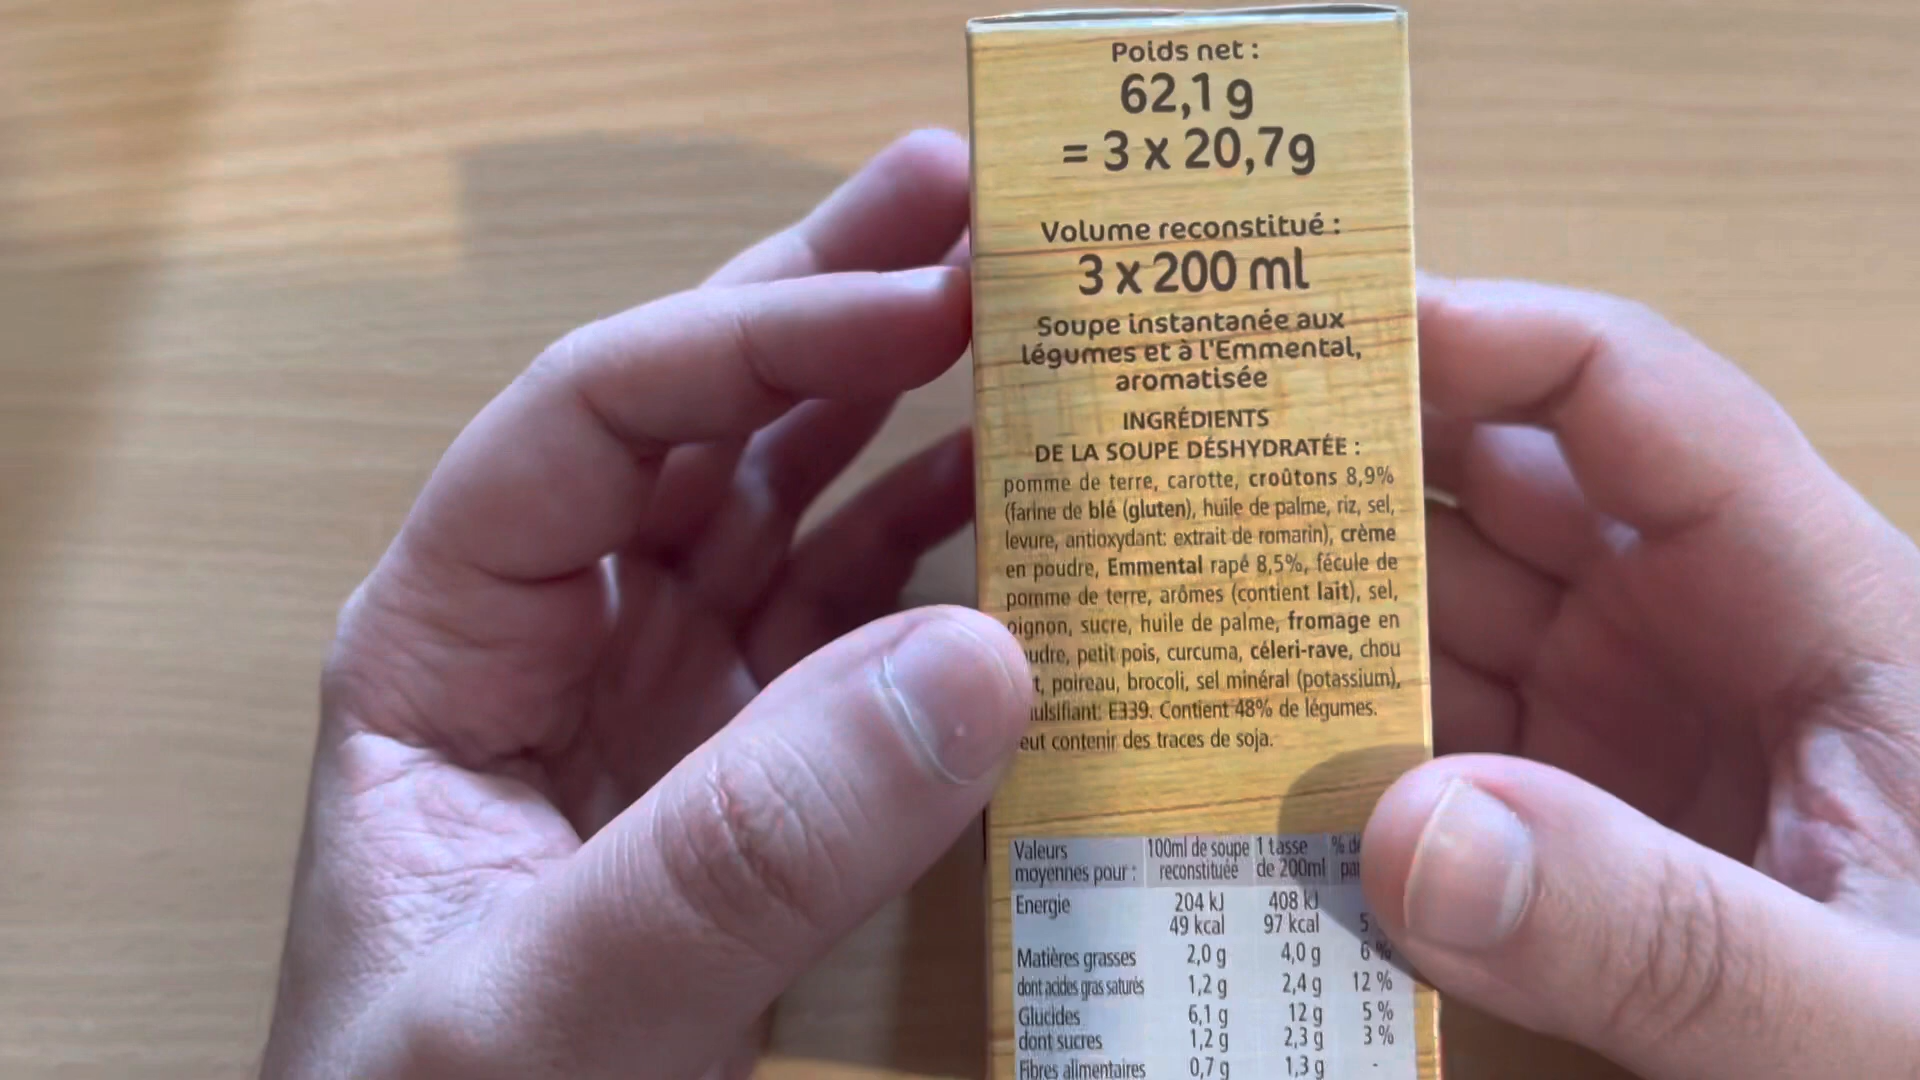 Poids net :
62,1 g
= 3 x 20,7g
Volume reconstitué :
3 x 200 ml
Soupe instantanée aux
légumes et à l'Emmental,
aromatisée
INGRÉDIENTS
DE LA SOUPE DÉSHYDRATÉE :
pomme de terre, carotte, croûtons 8,9%
(farine de blé (gluten), huile de palme, riz, sel,
levure, antioxydant: extrait de romarin), crème
en poudre, Emmental rapé 8,5%, fécule de
pomme de terre, arômes (contient lait), sel,
oignon, sucre, huile de palme, fromage en
petit pois, curcuma, céleri-rave, chou
poireau, brocoli, sel minéral (potassium),
E339. Contient 48% de légumes.
contenir des traces de soja.
Valeurs 100ml de soupe 1 tasse %
moyennes pour : reconstituée de 200ml
Energie 204 kJ 408 kJ
49 kcal 97 kcal 5
Matières grasses 2,0 g 4,0 g 6 %
dont acides gras saturés 1,2 g 2,4 g 12 %
Glucides 6,1 g 12 g 5 %
dont sucres 1,2 g 2,3 g 3 %
Fibres alimentaires 0,7 g 1,3 g -